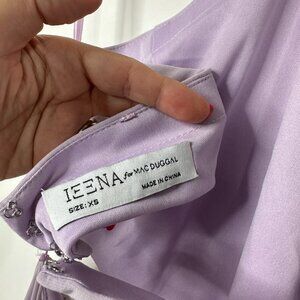 IEENA for MAC DUGGAL
SIZE: XS
MADE IN CHINA